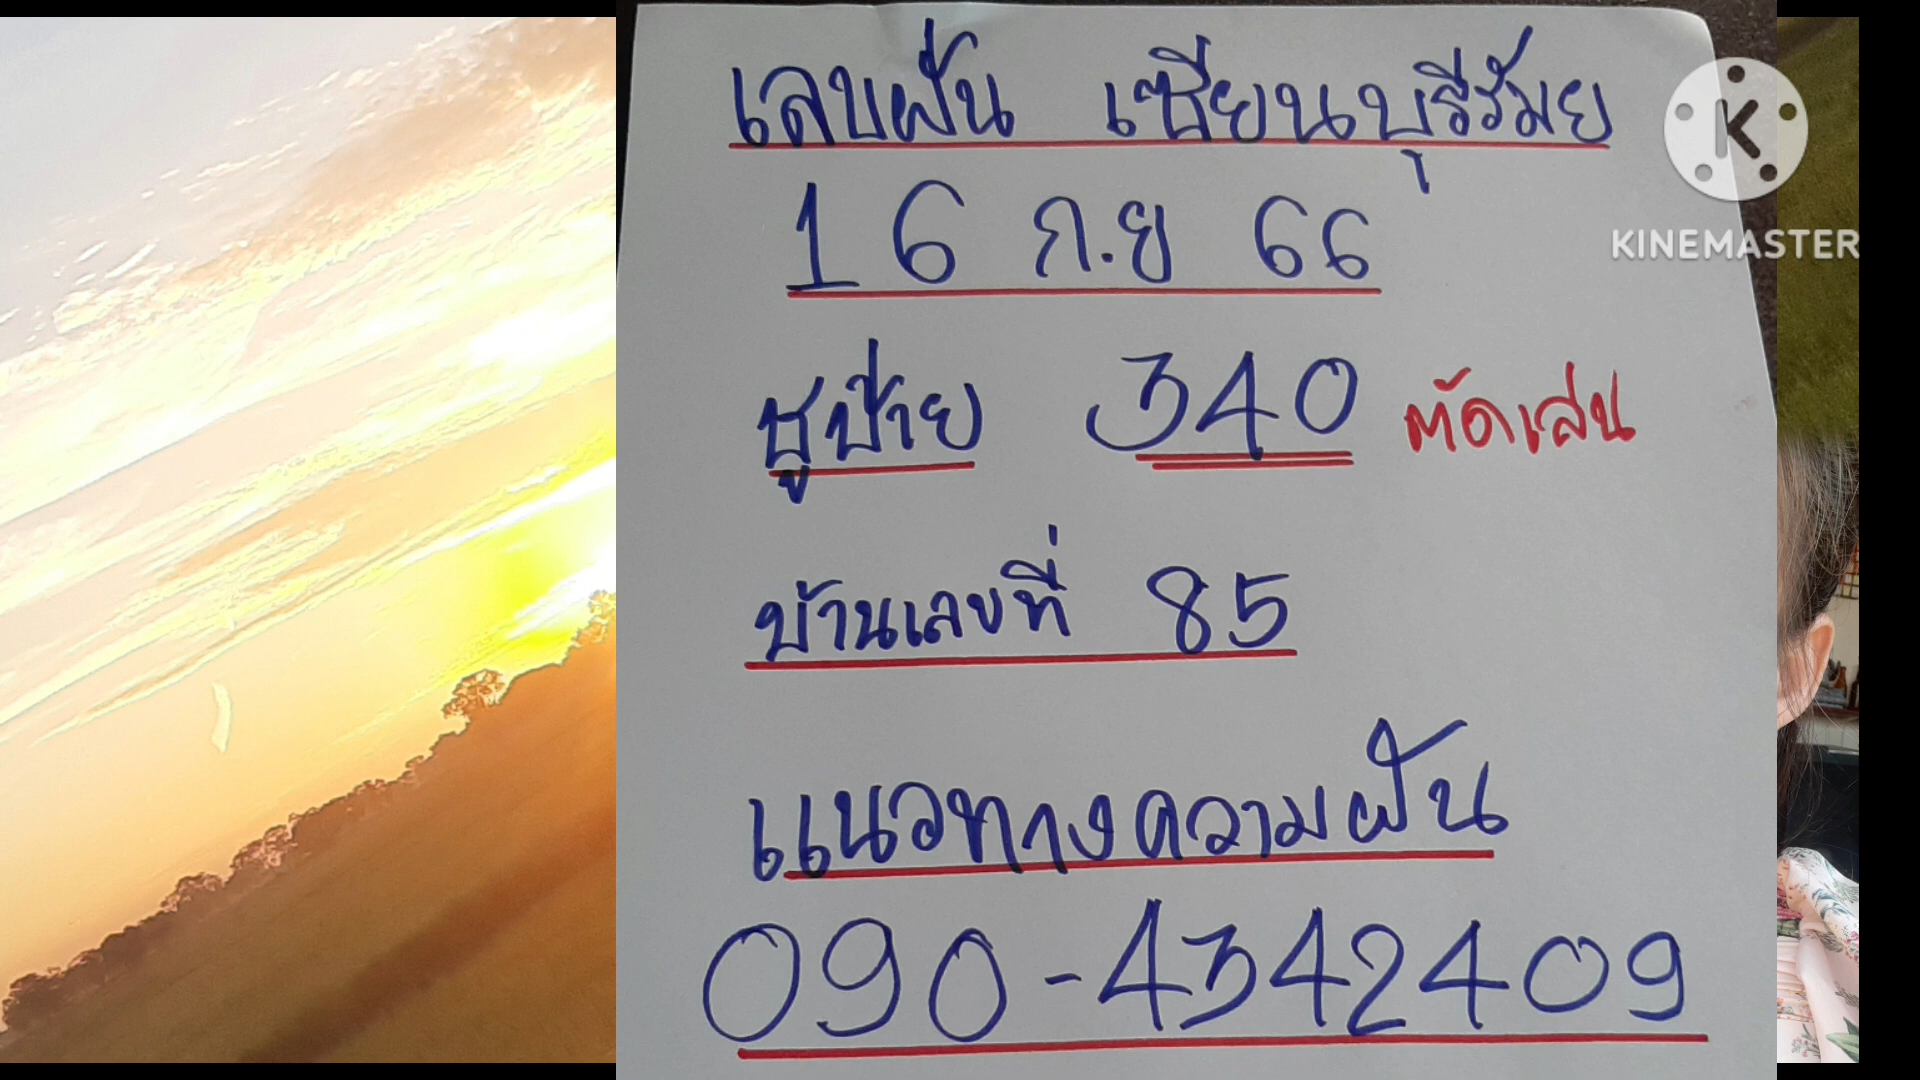 เลขฝัน เซียนบุรีรัมย
16 ก.ย 66
ชูป้าย 340 ตัดเล่น
บ้านเลขที่ 85
แนวทางความฝัน
090-4342409
K
KINEMASTER